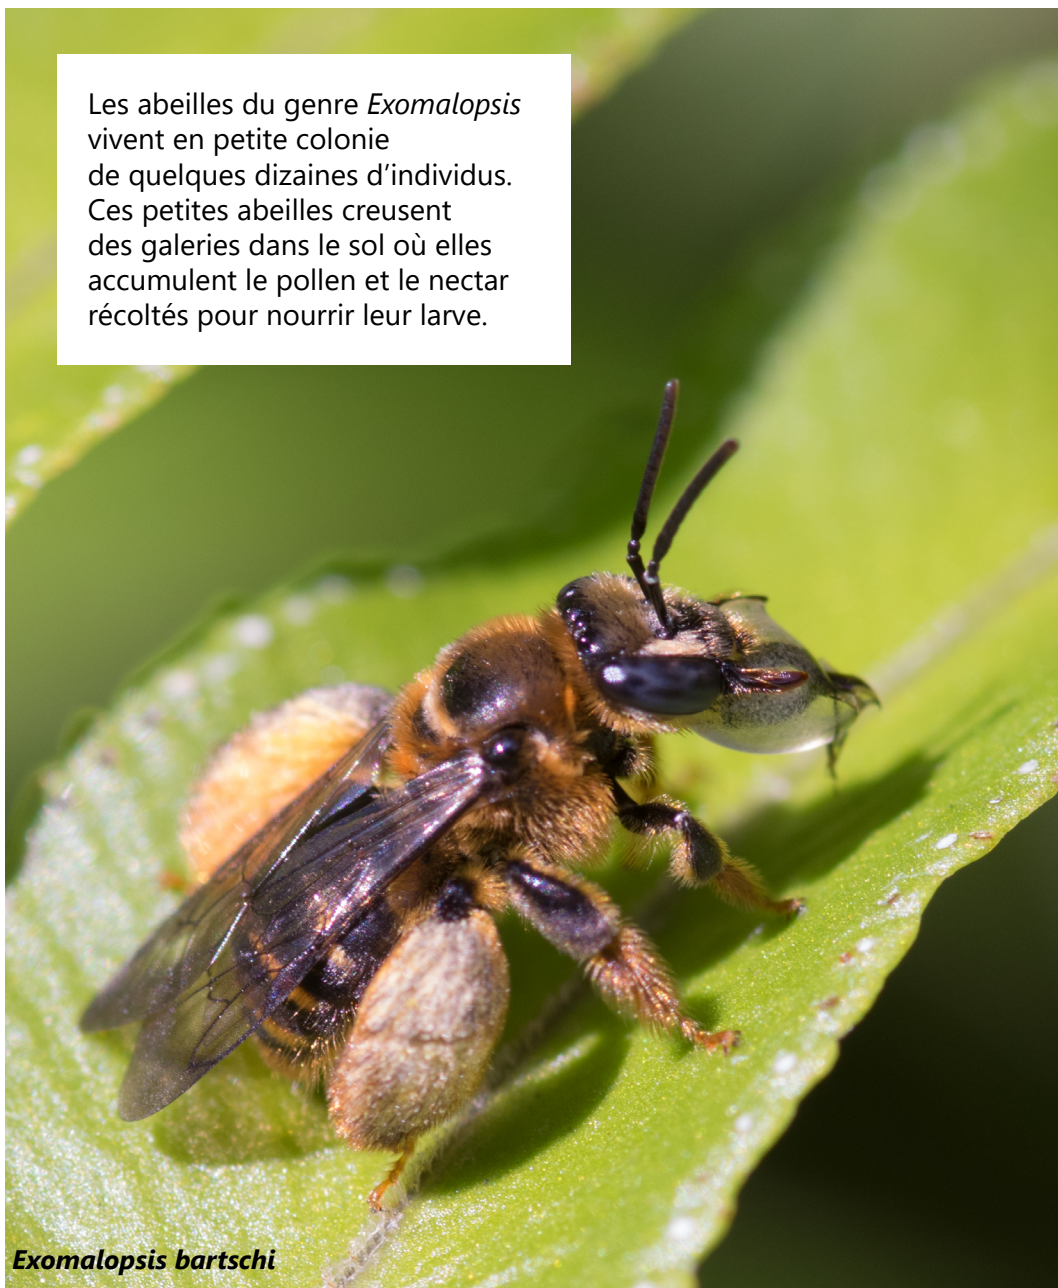 Les abeilles du genre Exomalopsis
vivent en petite colonie
de quelques dizaines d’individus.
Ces petites abeilles creusent
des galeries dans le sol où elles
accumulent le pollen et le nectar
récoltés pour nourrir leur larve.
Exomalopsis bartschi